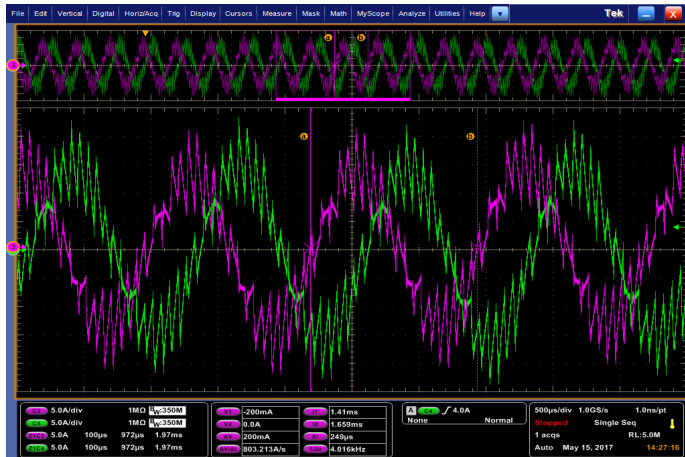 File Edit Vertical Digital Horiz/Acq Trig Display Cursors Measure Mask Math MyScope Analyze Utilities Help Tek X
a b
a b
C3 5.0A/div 1MΩ BW:350M
C4 5.0A/div 1MΩ BW:350M
Z1C3 5.0A 100µs 972µs 1.97ms
Z1C4 5.0A 100µs 972µs 1.97ms
V1 -200mA t1 1.41ms
V2 0.0A t2 1.659ms
ΔV 200mA Δt 249µs
ΔV/Δt 803.213A/s 1/Δt 4.016kHz
A C4 4.0A
None Normal
500µs/div 1.0GS/s 1.0ns/pt
Stopped Single Seq
1 acqs RL:5.0M
Auto May 15, 2017 14:27:16